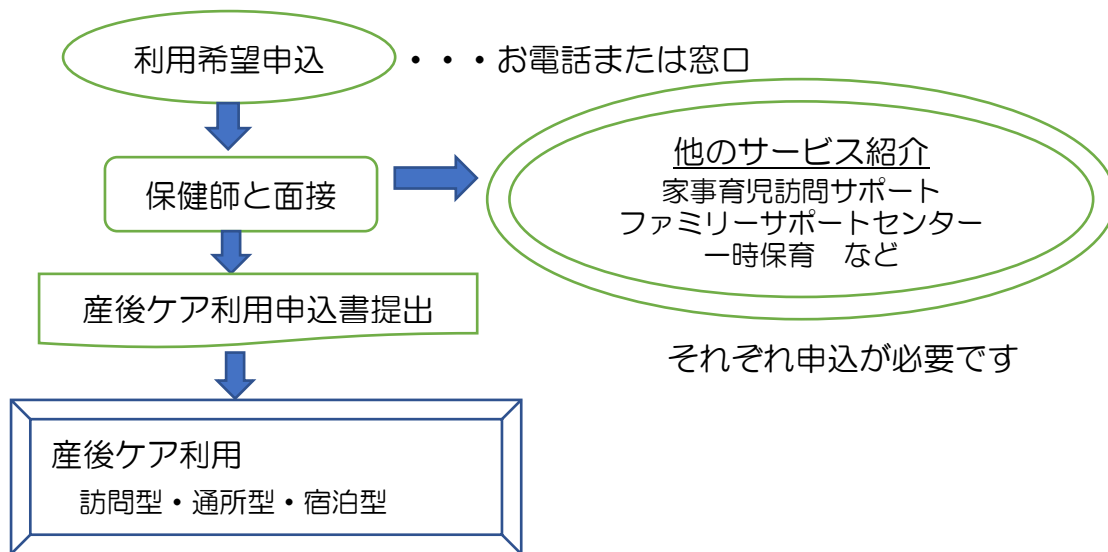 利用希望申込 ・・・お電話または窓口
保健師と面接
他のサービス紹介
家事育児訪問サポート
ファミリーサポートセンター
一時保育　など
産後ケア利用申込書提出
それぞれ申込が必要です
産後ケア利用
訪問型・通所型・宿泊型